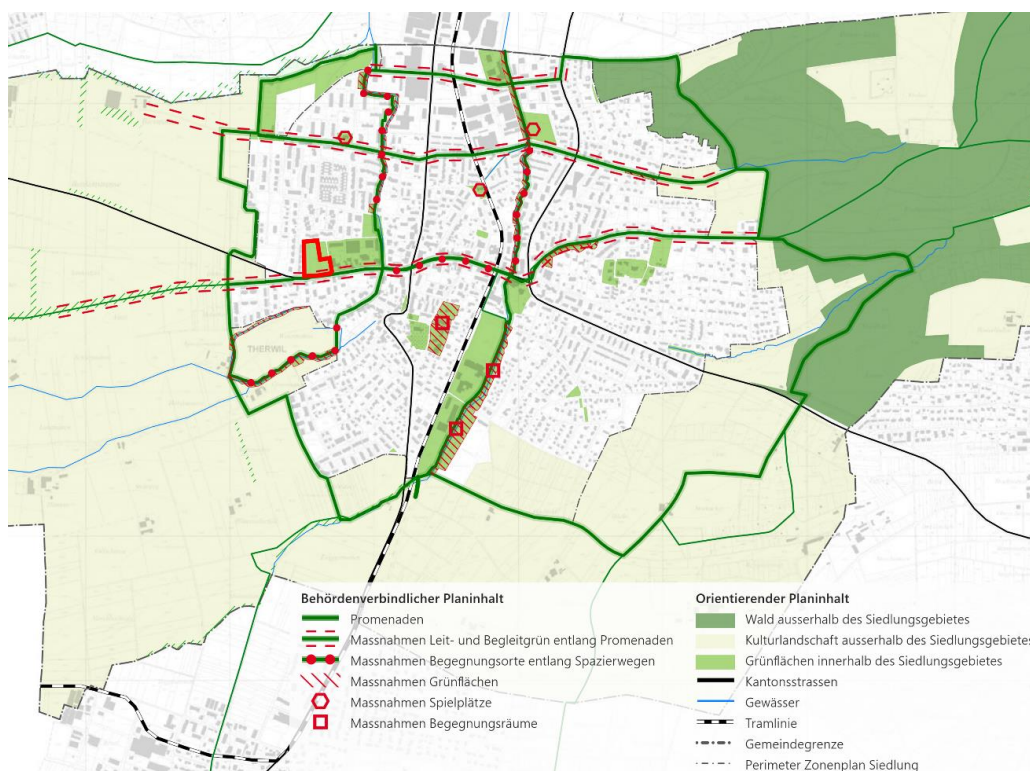 THERWIL
Behördenverbindlicher Planinhalt
Promenaden
Massnahmen Leit- und Begleitgrün entlang Promenaden
Massnahmen Begegnungsorte entlang Spazierwegen
Massnahmen Grünflächen
Massnahmen Spielplätze
Massnahmen Begegnungsräume
Orientierender Planinhalt
Wald ausserhalb des Siedlungsgebietes
Kulturlandschaft ausserhalb des Siedlungsgebietes
Grünflächen innerhalb des Siedlungsgebietes
Kantonsstrassen
Gewässer
Tramlinie
Gemeindegrenze
Perimeter Zonenplan Siedlung